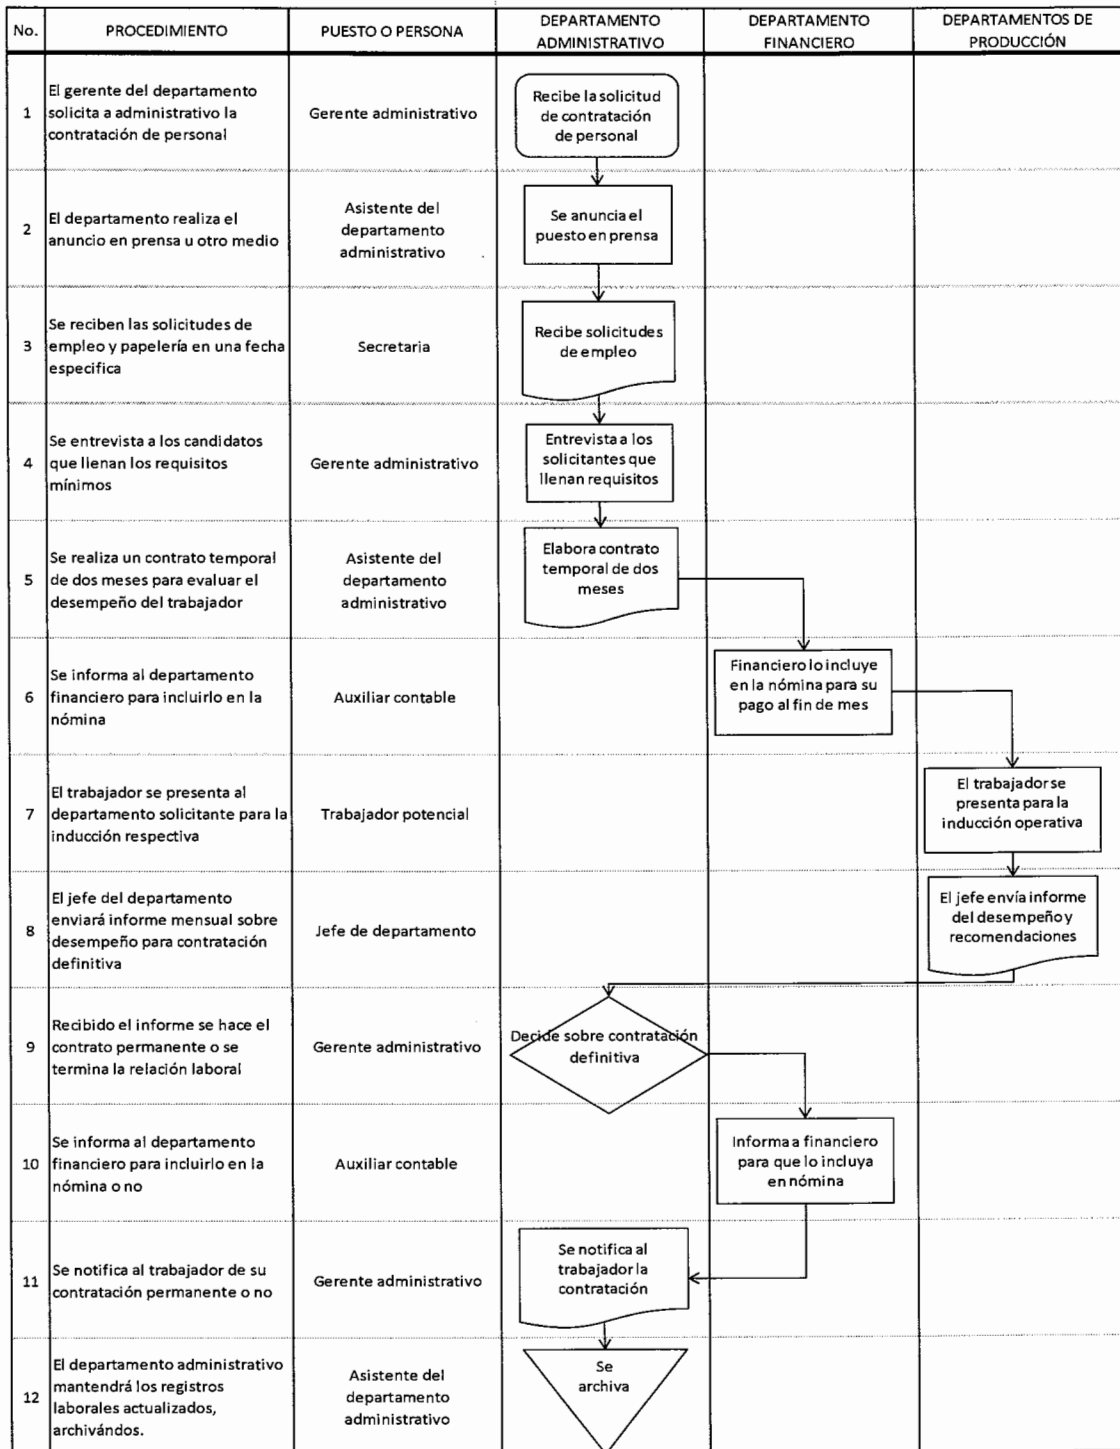 No.
PROCEDIMIENTO
PUESTO O PERSONA
DEPARTAMENTO
ADMINISTRATIVO
DEPARTAMENTO
FINANCIERO
DEPARTAMENTOS DE
PRODUCCIÓN
1
El gerente del departamento
solicita a administrativo la
contratación de personal
Gerente administrativo
Recibe la solicitud
de contratación
de personal
2
El departamento realiza el
anuncio en prensa u otro medio
Asistente del
departamento
administrativo
Se anuncia el
puesto en prensa
3
Se reciben las solicitudes de
empleo y papelería en una fecha
especifica
Secretaria
Recibe solicitudes
de empleo
4
Se entrevista a los candidatos
que llenan los requisitos
mínimos
Gerente administrativo
Entrevista a los
solicitantes que
llenan requisitos
5
Se realiza un contrato temporal
de dos meses para evaluar el
desempeño del trabajador
Asistente del
departamento
administrativo
Elabora contrato
temporal de dos
meses
6
Se informa al departamento
financiero para incluirlo en la
nómina
Auxiliar contable
Financiero lo incluye
en la nómina para su
pago al fin de mes
7
El trabajador se presenta al
departamento solicitante para la
inducción respectiva
Trabajador potencial
El trabajador se
presenta para la
inducción operativa
8
El jefe del departamento
enviará informe mensual sobre
desempeño para contratación
definitiva
Jefe de departamento
El jefe envía informe
del desempeño y
recomendaciones
9
Recibido el informe se hace el
contrato permanente o se
termina la relación laboral
Gerente administrativo
Decide sobre contratación
definitiva
10
Se informa al departamento
financiero para incluirlo en la
nómina o no
Auxiliar contable
Informa a financiero
para que lo incluya
en nómina
11
Se notifica al trabajador de su
contratación permanente o no
Gerente administrativo
Se notifica al
trabajador la
contratación
12
El departamento administrativo
mantendrá los registros
laborales actualizados,
archivándos.
Asistente del
departamento
administrativo
Se
archiva